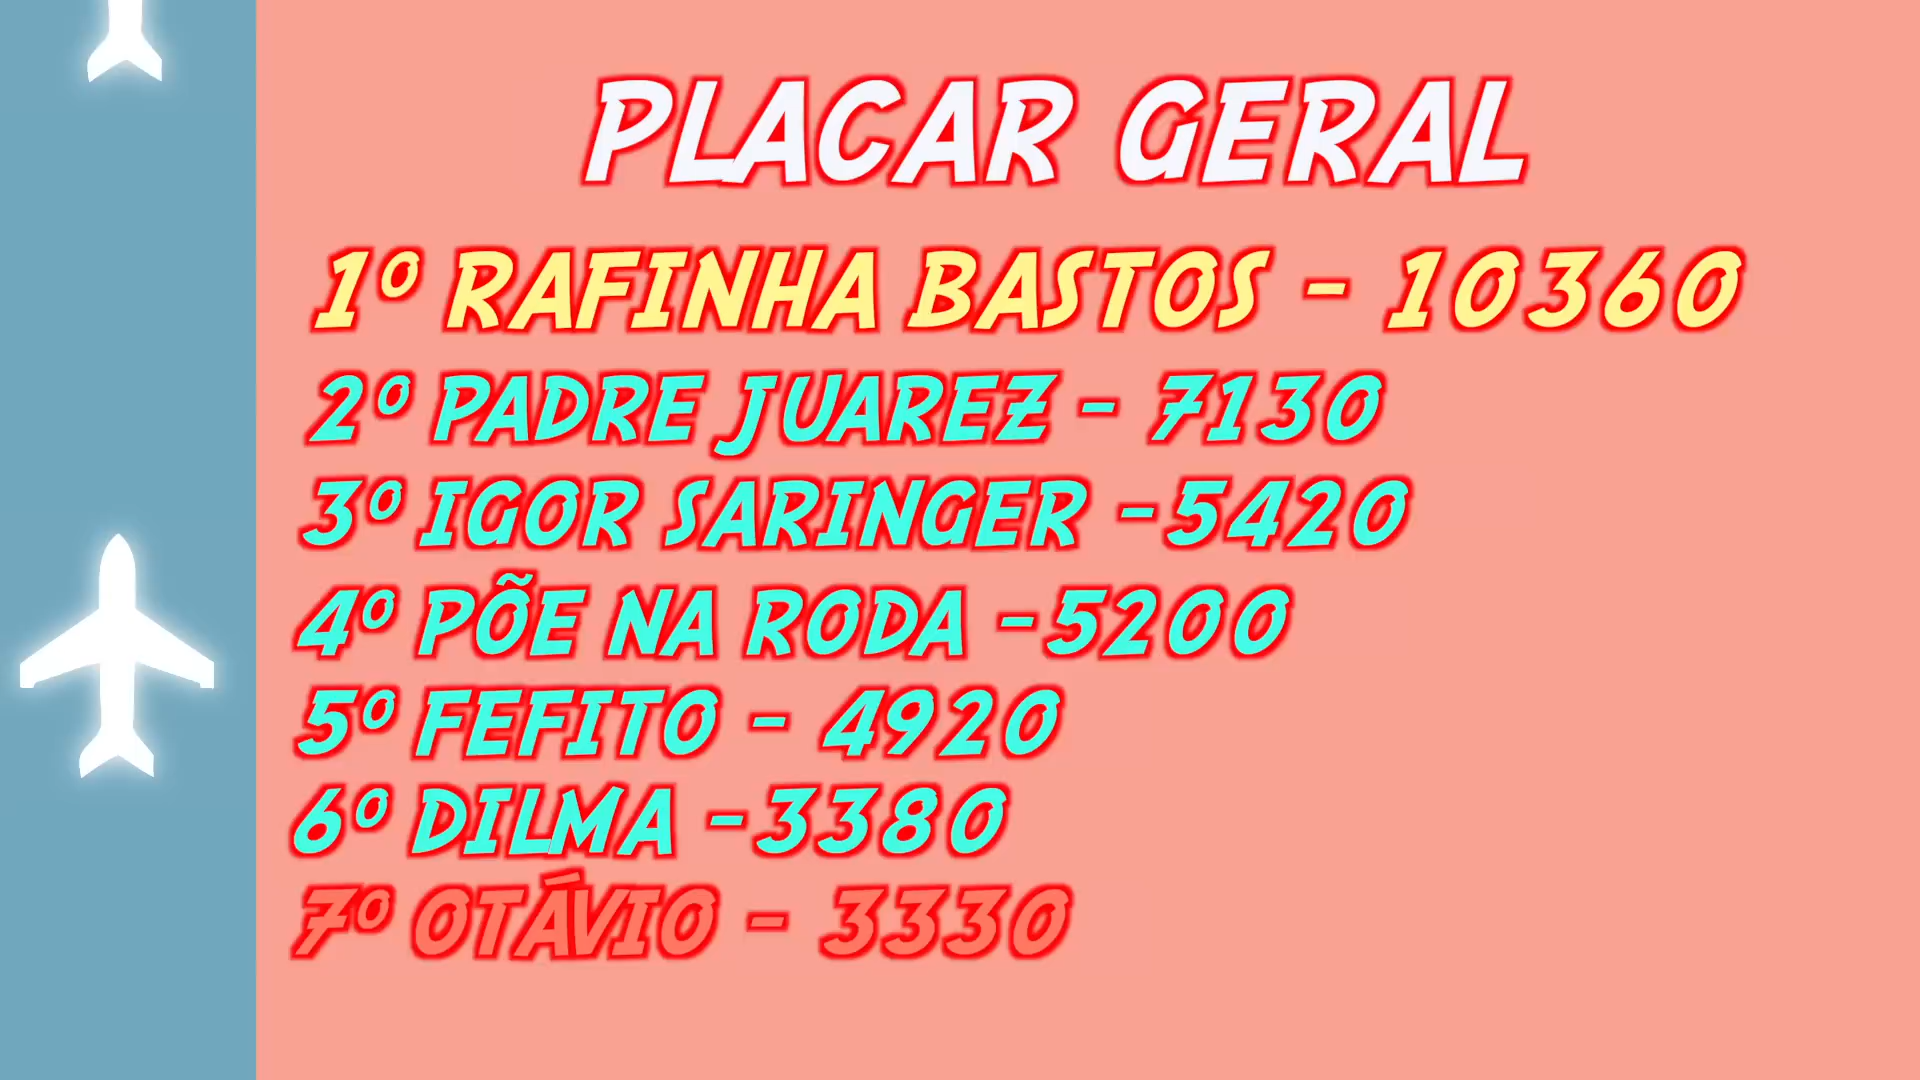 PLACAR GERAL
1º RAFINHA BASTOS - 10360
2º PADRE JUAREZ - 7130
3º IGOR SARINGER -5420
4º PÕE NA RODA -5200
5º FEFITO - 4920
6º DILMA -3380
7º OTÁVIO - 3330